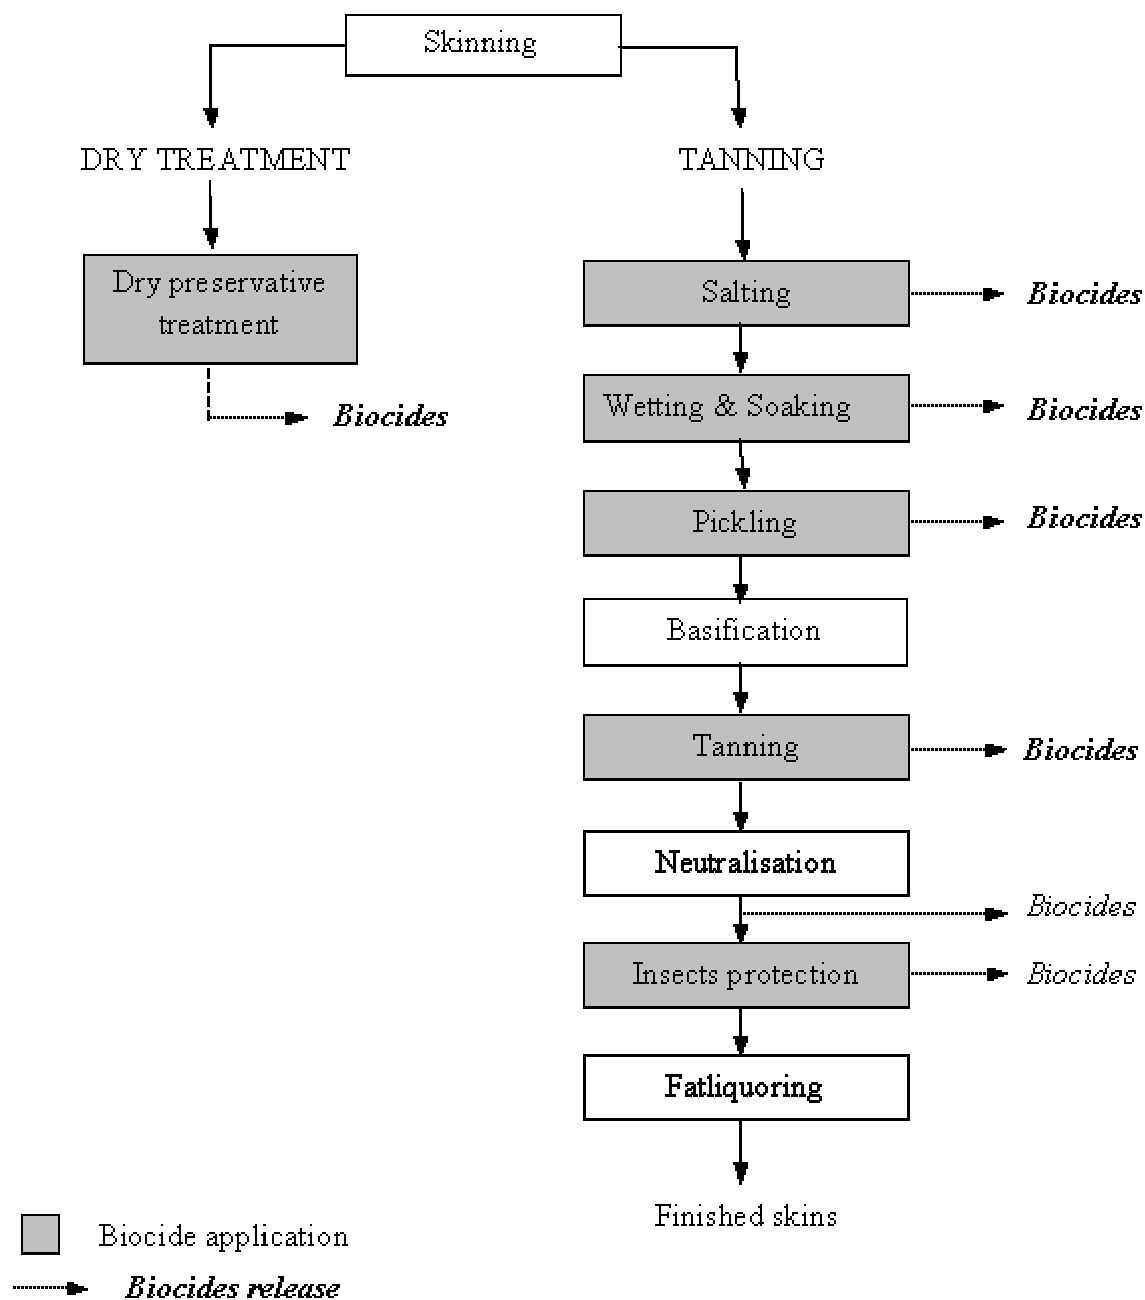 Skinning
DRY TREATMENT
TANNING
Dry preservative
treatment
Biocides
Salting
Biocides
Wetting & Soaking
Biocides
Pickling
Biocides
Basification
Tanning
Biocides
Neutralisation
Biocides
Insects protection
Biocides
Fatliquoring
Finished skins
Biocide application
Biocides release